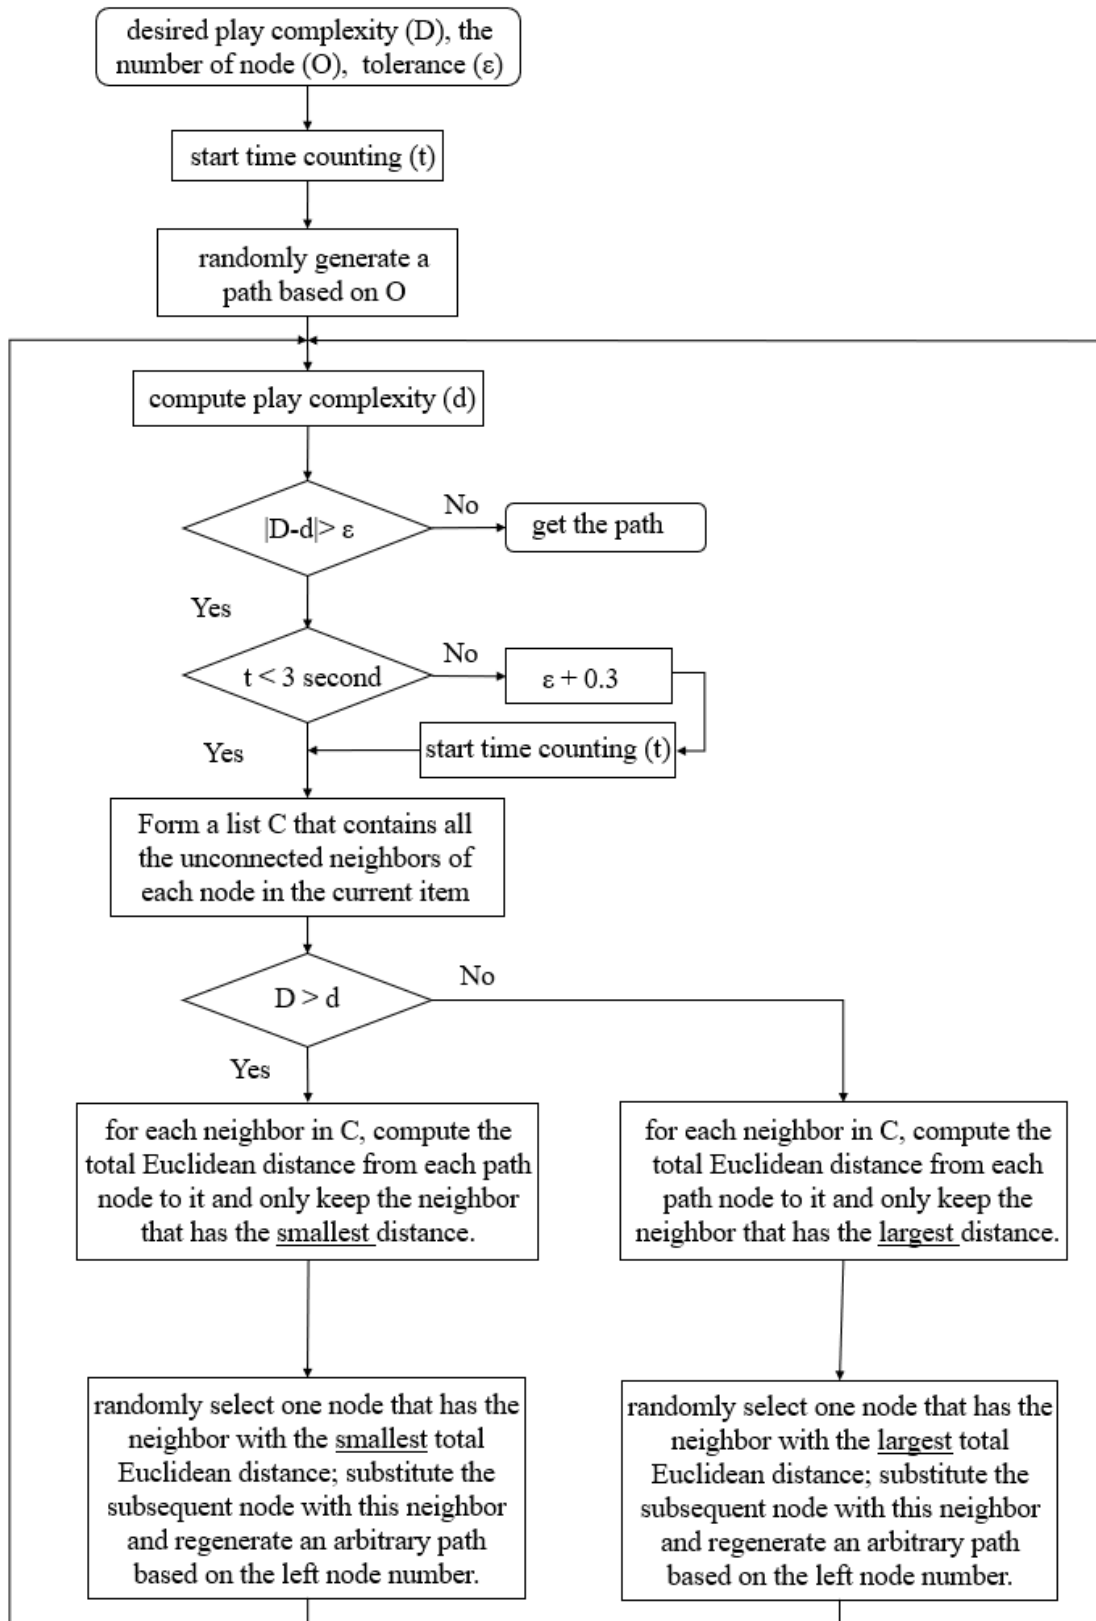 desired play complexity (D), the
number of node (O), tolerance (ε)
start time counting (t)
randomly generate a
path based on O
compute play complexity (d)
|D-d|> ε
No
get the path
Yes
t < 3 second
No
ε + 0.3
start time counting (t)
Yes
Form a list C that contains all
the unconnected neighbors of
each node in the current item
D > d
No
Yes
for each neighbor in C, compute the
total Euclidean distance from each path
node to it and only keep the neighbor
that has the smallest distance.
for each neighbor in C, compute the
total Euclidean distance from each
path node to it and only keep the
neighbor that has the largest distance.
randomly select one node that has the
neighbor with the smallest total
Euclidean distance; substitute the
subsequent node with this neighbor
and regenerate an arbitrary path
based on the left node number.
randomly select one node that has the
neighbor with the largest total
Euclidean distance; substitute the
subsequent node with this neighbor
and regenerate an arbitrary path
based on the left node number.